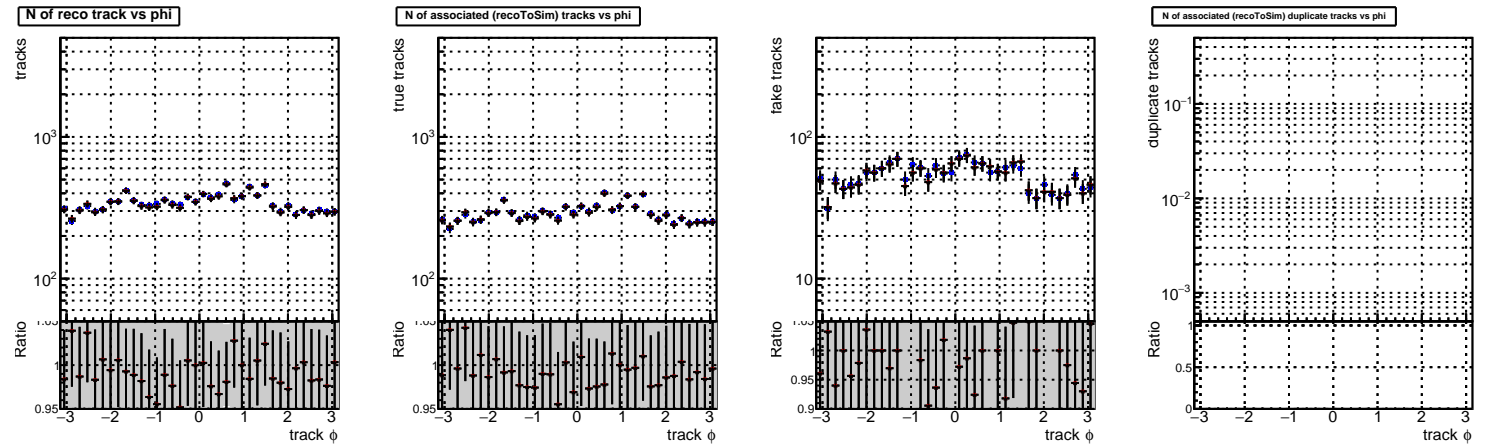 N of reco track vs phi
tracks
10³
10²
Ratio
1
0.95
−3 −2 −1 0 1 2 3
track ϕ
N of associated (recoToSim) tracks vs phi
true tracks
10³
10²
Ratio
1
0.95
−3 −2 −1 0 1 2 3
track ϕ
fake tracks
10²
10
Ratio
1
0.95
0.9
−3 −2 −1 0 1 2 3
track ϕ
N of associated (recoToSim) duplicate tracks vs phi
duplicate tracks
10⁻¹
10⁻²
10⁻³
Ratio
1
0.5
0
−3 −2 −1 0 1 2 3
track ϕ